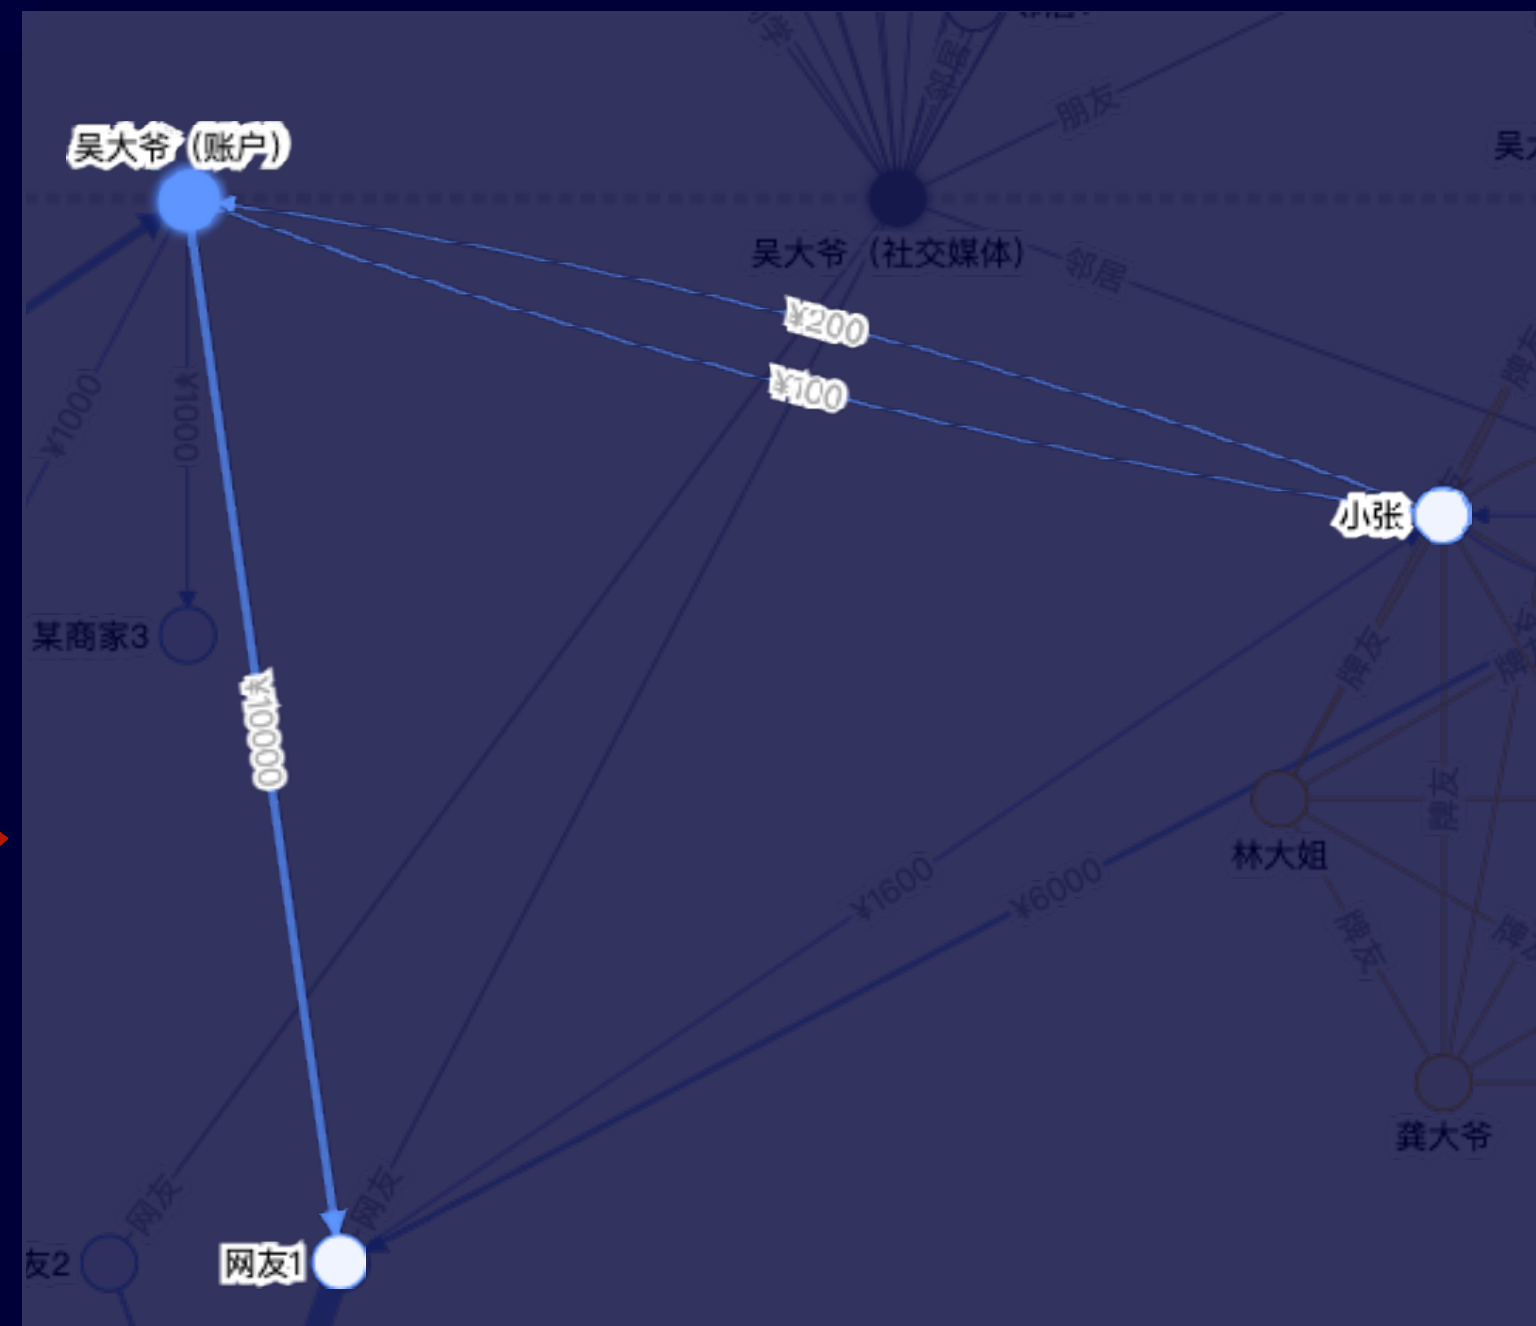 朋友
吴大爷（账户）
吴大爷（社交媒体）
邻居
¥200
¥100
¥1000
¥1000
小张
某商家3
¥10000
牌友
牌友
林大姐
¥1600
¥6000
牌友
龚大爷
网友
网友
友2
网友1